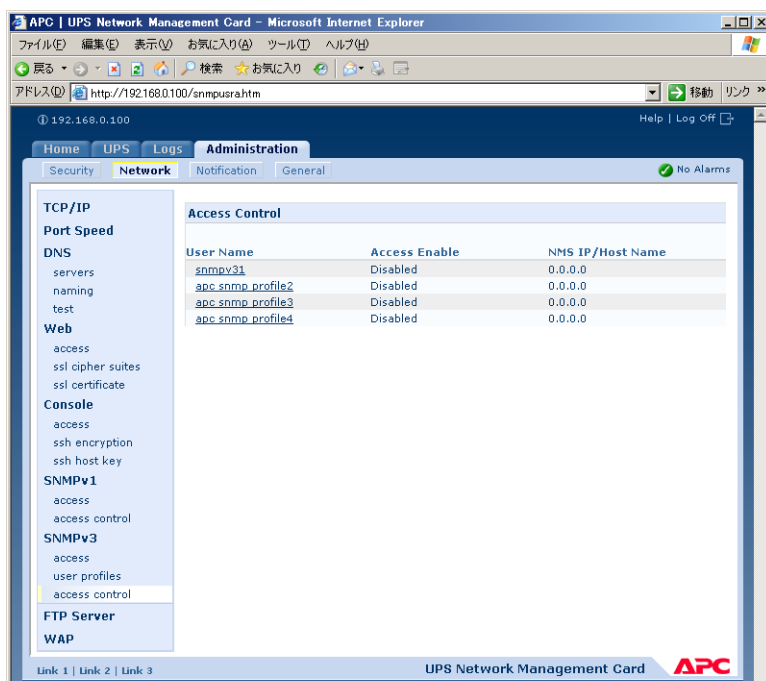 APC | UPS Network Management Card - Microsoft Internet Explorer
ファイル(F) 編集(E) 表示(V) お気に入り(A) ツール(T) ヘルプ(H)
戻る 検索 お気に入り
アドレス(D) http://192.168.0.100/snmpusra.htm 移動 リンク »
192.168.0.100 Help | Log Off
Home UPS Logs Administration
Security Network Notification General No Alarms
TCP/IP
Port Speed
DNS
servers
naming
test
Web
access
ssl cipher suites
ssl certificate
Console
access
ssh encryption
ssh host key
SNMPv1
access
access control
SNMPv3
access
user profiles
access control
FTP Server
WAP
Access Control
User Name Access Enable NMS IP/Host Name
snmpv31 Disabled 0.0.0.0
apc snmp profile2 Disabled 0.0.0.0
apc snmp profile3 Disabled 0.0.0.0
apc snmp profile4 Disabled 0.0.0.0
Link 1 | Link 2 | Link 3 UPS Network Management Card APC